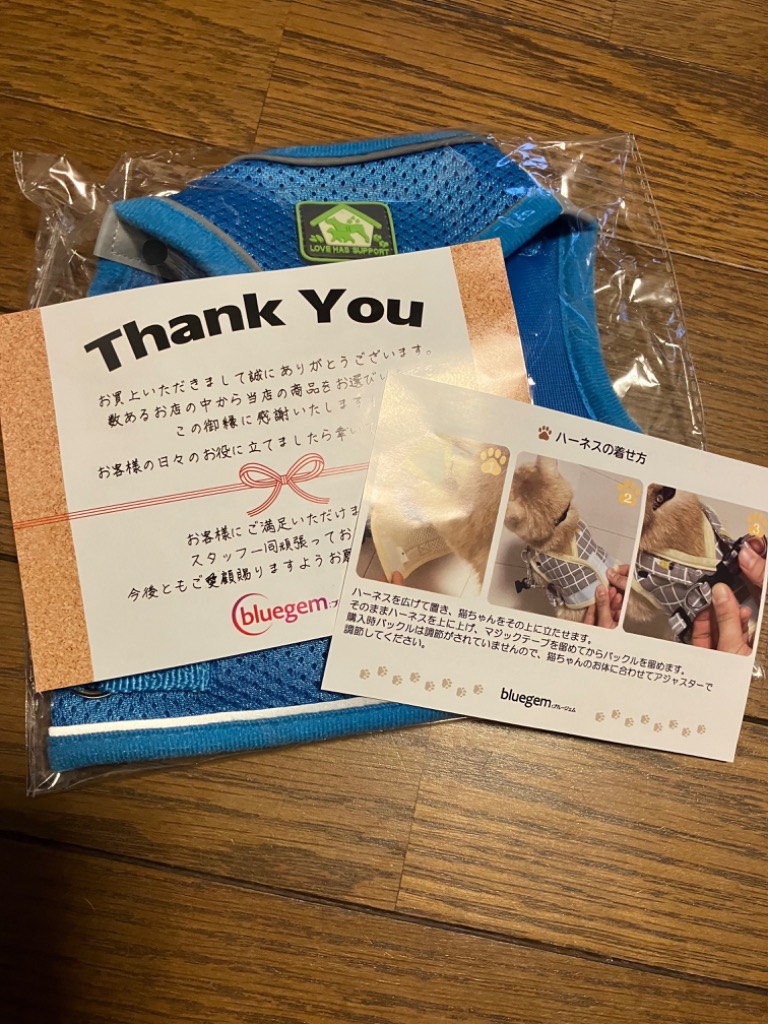 LOVE HAS SUPPORT
Thank You
お買上いただきまして誠にありがとうございます。
数あるお店の中から当店の商品をお選び
この御縁に感謝いたします
お客様の日々のお役に立てましたら幸い
お客様にご満足いただけま
スタッフ一同頑張ってお
今後ともご愛顧賜りますようお願
bluegem
ハーネスの着せ方
2
3
ハーネスを広げて置き、猫ちゃんをその上に立たせます。
そのままハーネスを上に上げ、マジックテープを留めてからバックルを留めます。
購入時バックルは調節がされていませんので、猫ちゃんのお体に合わせてアジャスターで
調節してください。
bluegem ブルージェム